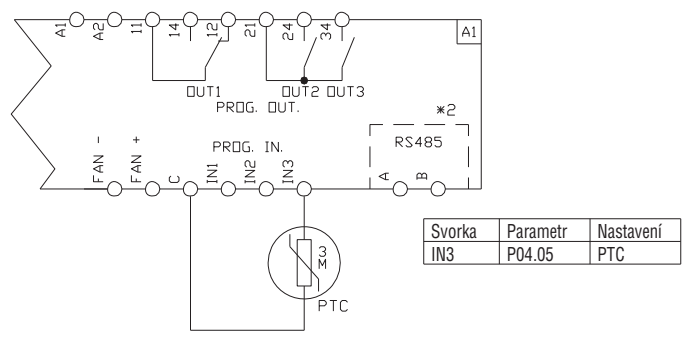 A1 A2 11 14 12 21 24 34
A1
OUT1 OUT2 OUT3
PROG. OUT.
*2
PROG. IN.
RS485
FAN - FAN + C IN1 IN2 IN3 A B
3
M
PTC
Svorka Parametr Nastavení
IN3 P04.05 PTC